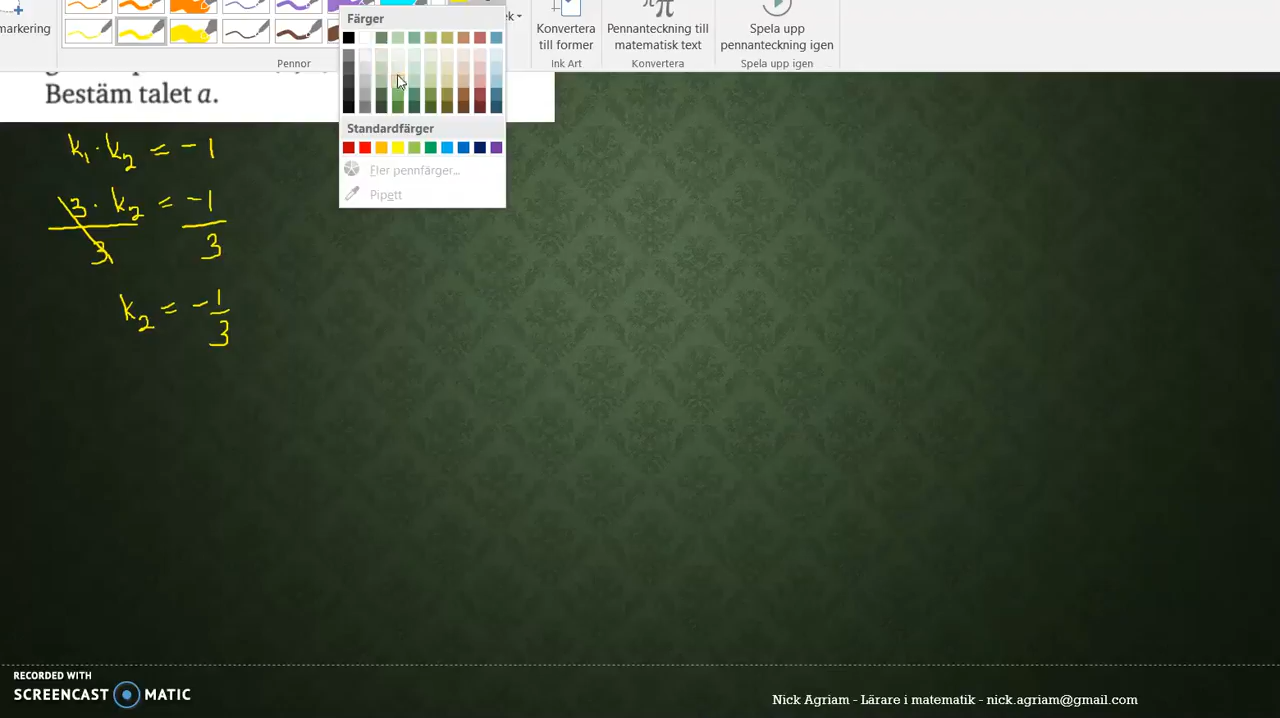 markering
Pennor
Färger
Standardfärger
Fler pennfärger...
Pipett
Konvertera
till former
Ink Art
Pennanteckning till
matematisk text
Konvertera
Spela upp
pennanteckning igen
Spela upp igen
Bestäm talet a.
k₁ · k₂ = -1
3 · k₂ = -1
3 3
k₂ = -1
3
RECORDED WITH
SCREENCAST MATIC
Nick Agriam - Lärare i matematik - nick.agriam@gmail.com